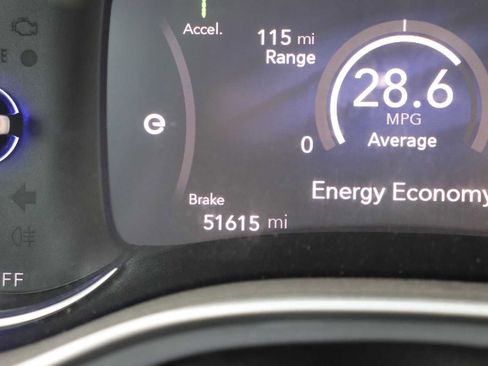 Accel.
115 mi
Range
28.6
MPG
Average
0
Energy Economy
Brake
51615 mi
FF